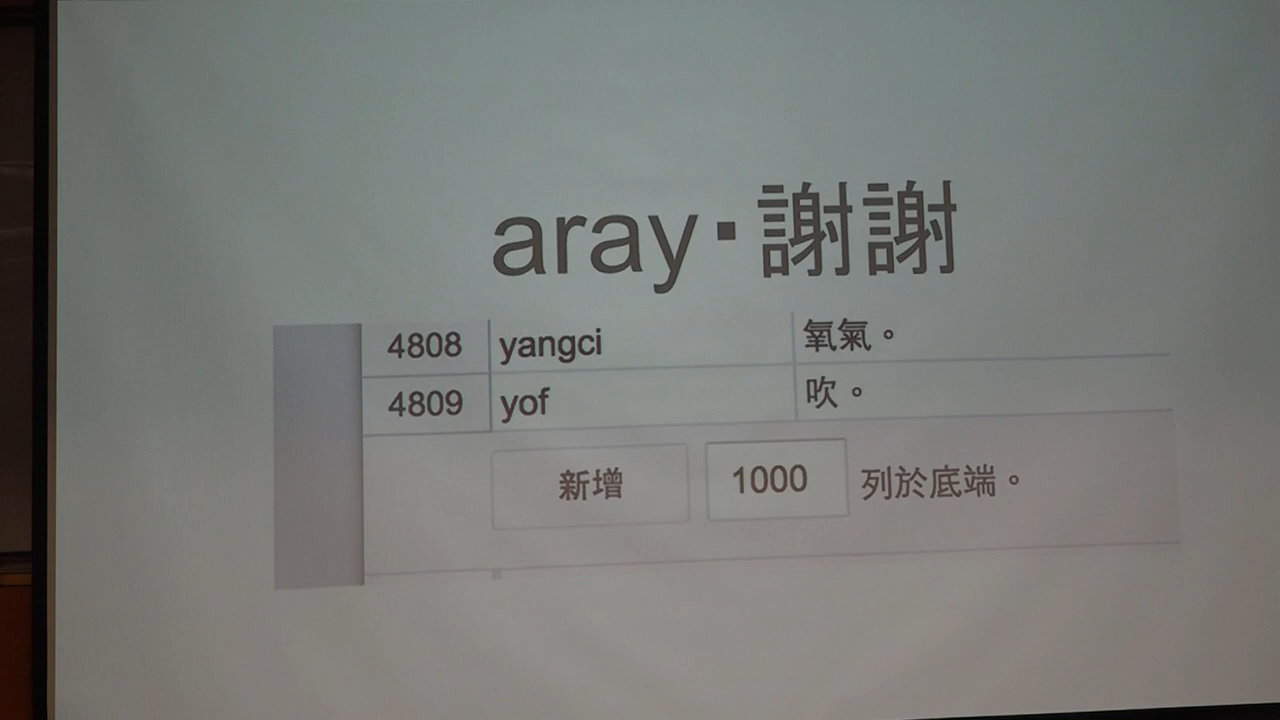 aray▪謝謝
4808 yangci 氧氣。
4809 yof 吹。
新增 1000 列於底端。